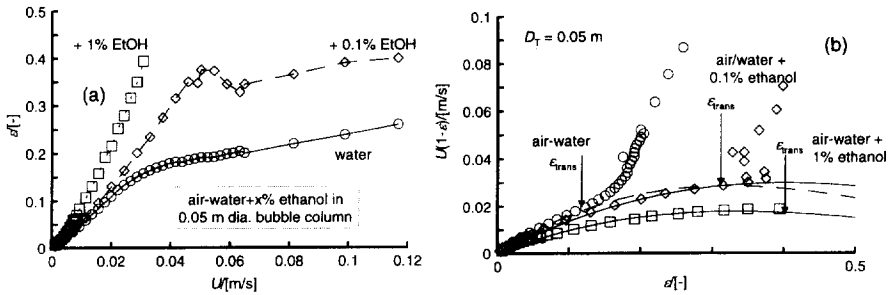 0.4
0.3
0.2
0.1
0
ε/[-]
+ 1% EtOH
+ 0.1% EtOH
(a)
water
air-water+x% ethanol in
0.05 m dia. bubble column
0
0.02
0.04
0.06
0.08
0.1
0.12
U/[m/s]
0.1
0.08
0.06
0.04
0.02
0
U(1-ε)/[m/s]
D_T = 0.05 m
(b)
air/water +
0.1% ethanol
air-water
ε_trans
ε_trans
ε_trans
air-water +
1% ethanol
0
0.5
ε/[-]